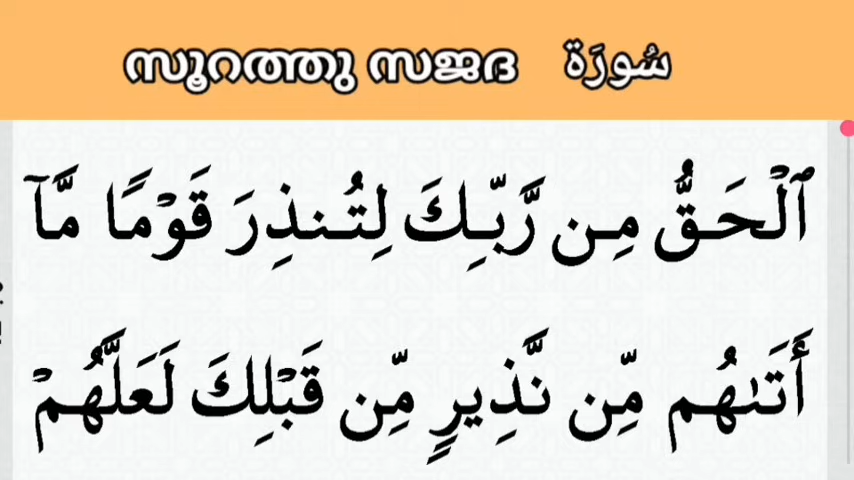 സൂറത്തു സജദ سُورَة
ٱلْحَقُّ مِن رَّبِّكَ لِتُنذِرَ قَوْمًا مَّآ
أَتَىٰهُم مِّن نَّذِيرٍ مِّن قَبْلِكَ لَعَلَّهُمْ